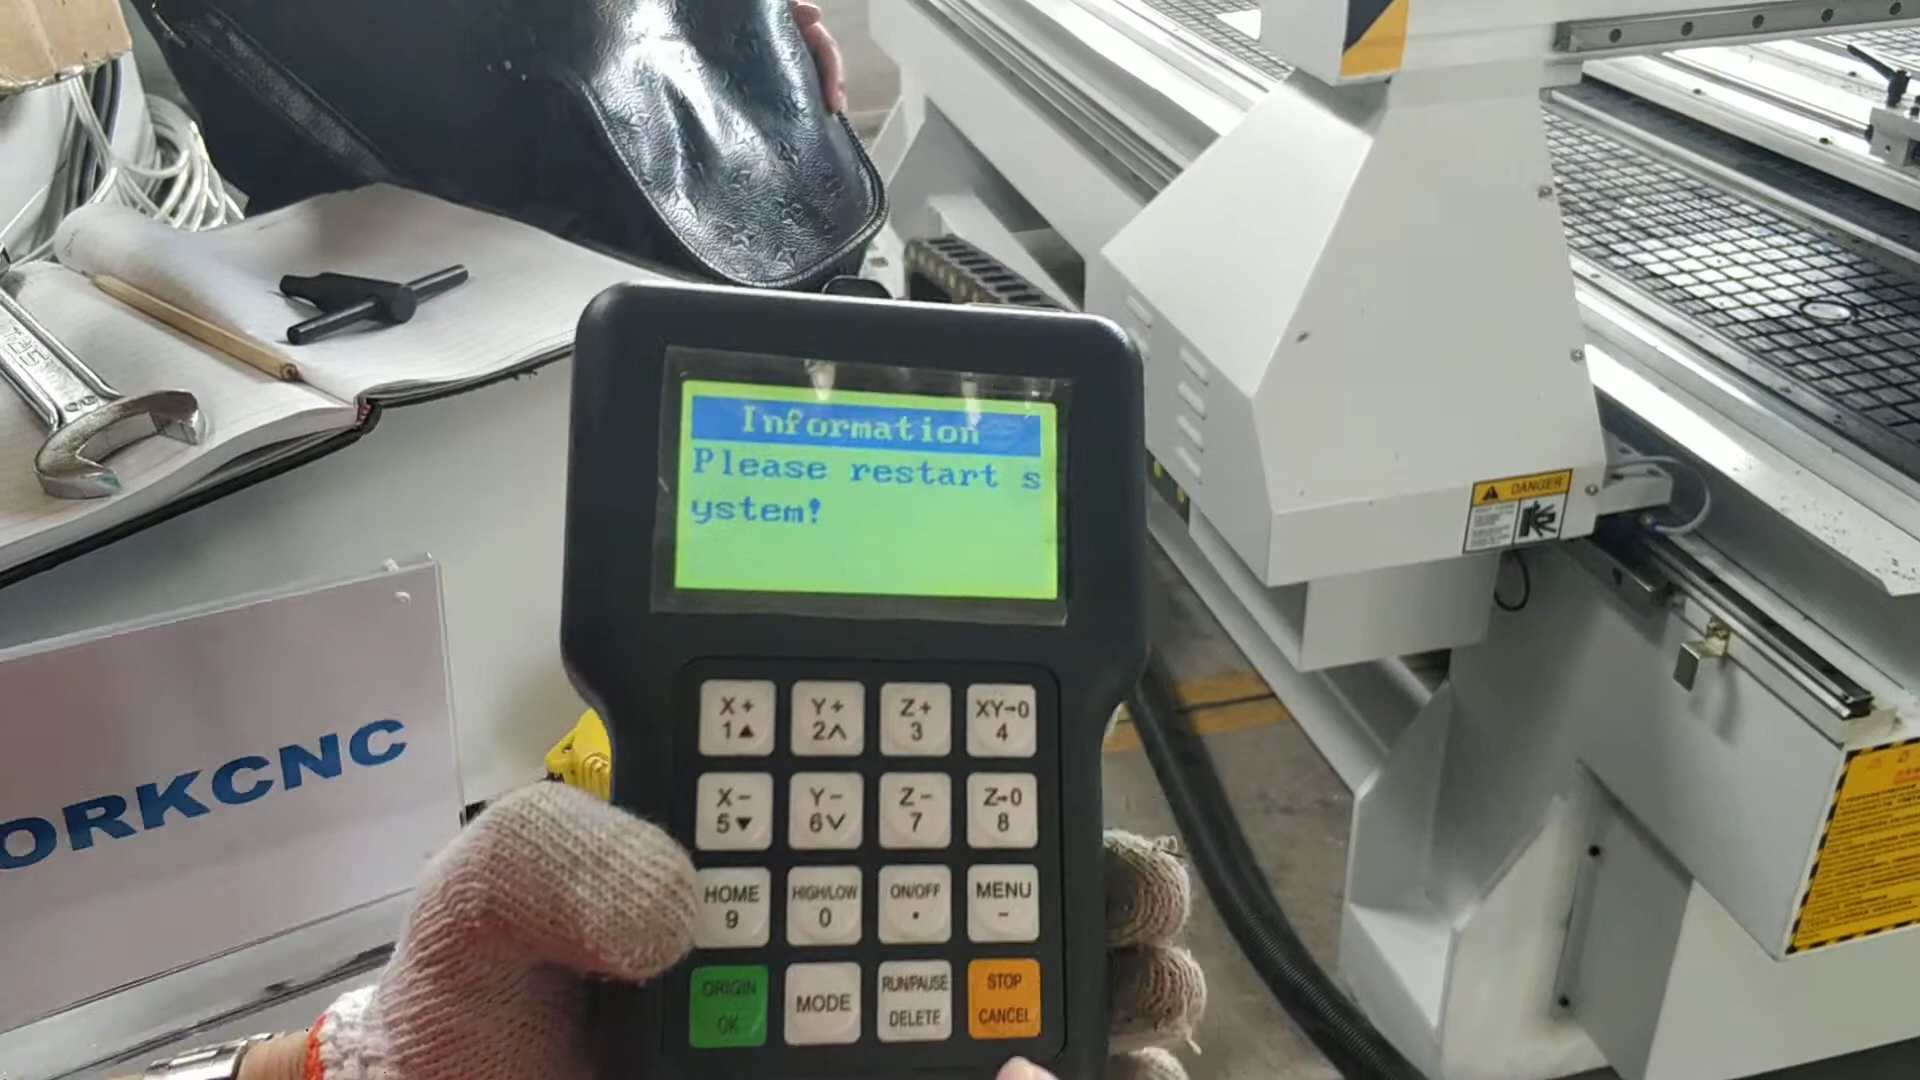 Information
Please restart s
ystem!
X+ Y+ Z+ XY→0
1▲ 2∧ 3 4
X- Y- Z- Z→0
5▼ 6∨ 7 8
HOME HIGH/LOW ON/OFF MENU
9 0 • -
ORIGIN MODE RUN/PAUSE STOP
OK DELETE CANCEL
ORKCNC
DANGER